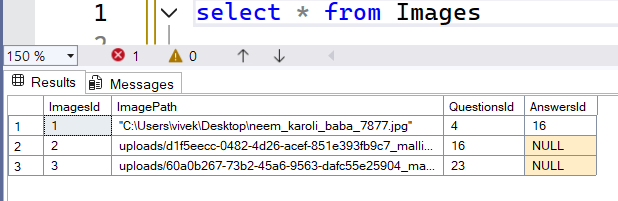 1 select * from Images
2
150 % 1 0
Results Messages
ImagesId ImagePath QuestionsId AnswersId
1 1 "C:\Users\vivek\Desktop\neem_karoli_baba_7877.jpg" 4 16
2 2 uploads/d1f5eecc-0482-4d26-acef-851e393fb9c7_malli... 16 NULL
3 3 uploads/60a0b267-73b2-45a6-9563-dafc55e25904_ma... 23 NULL